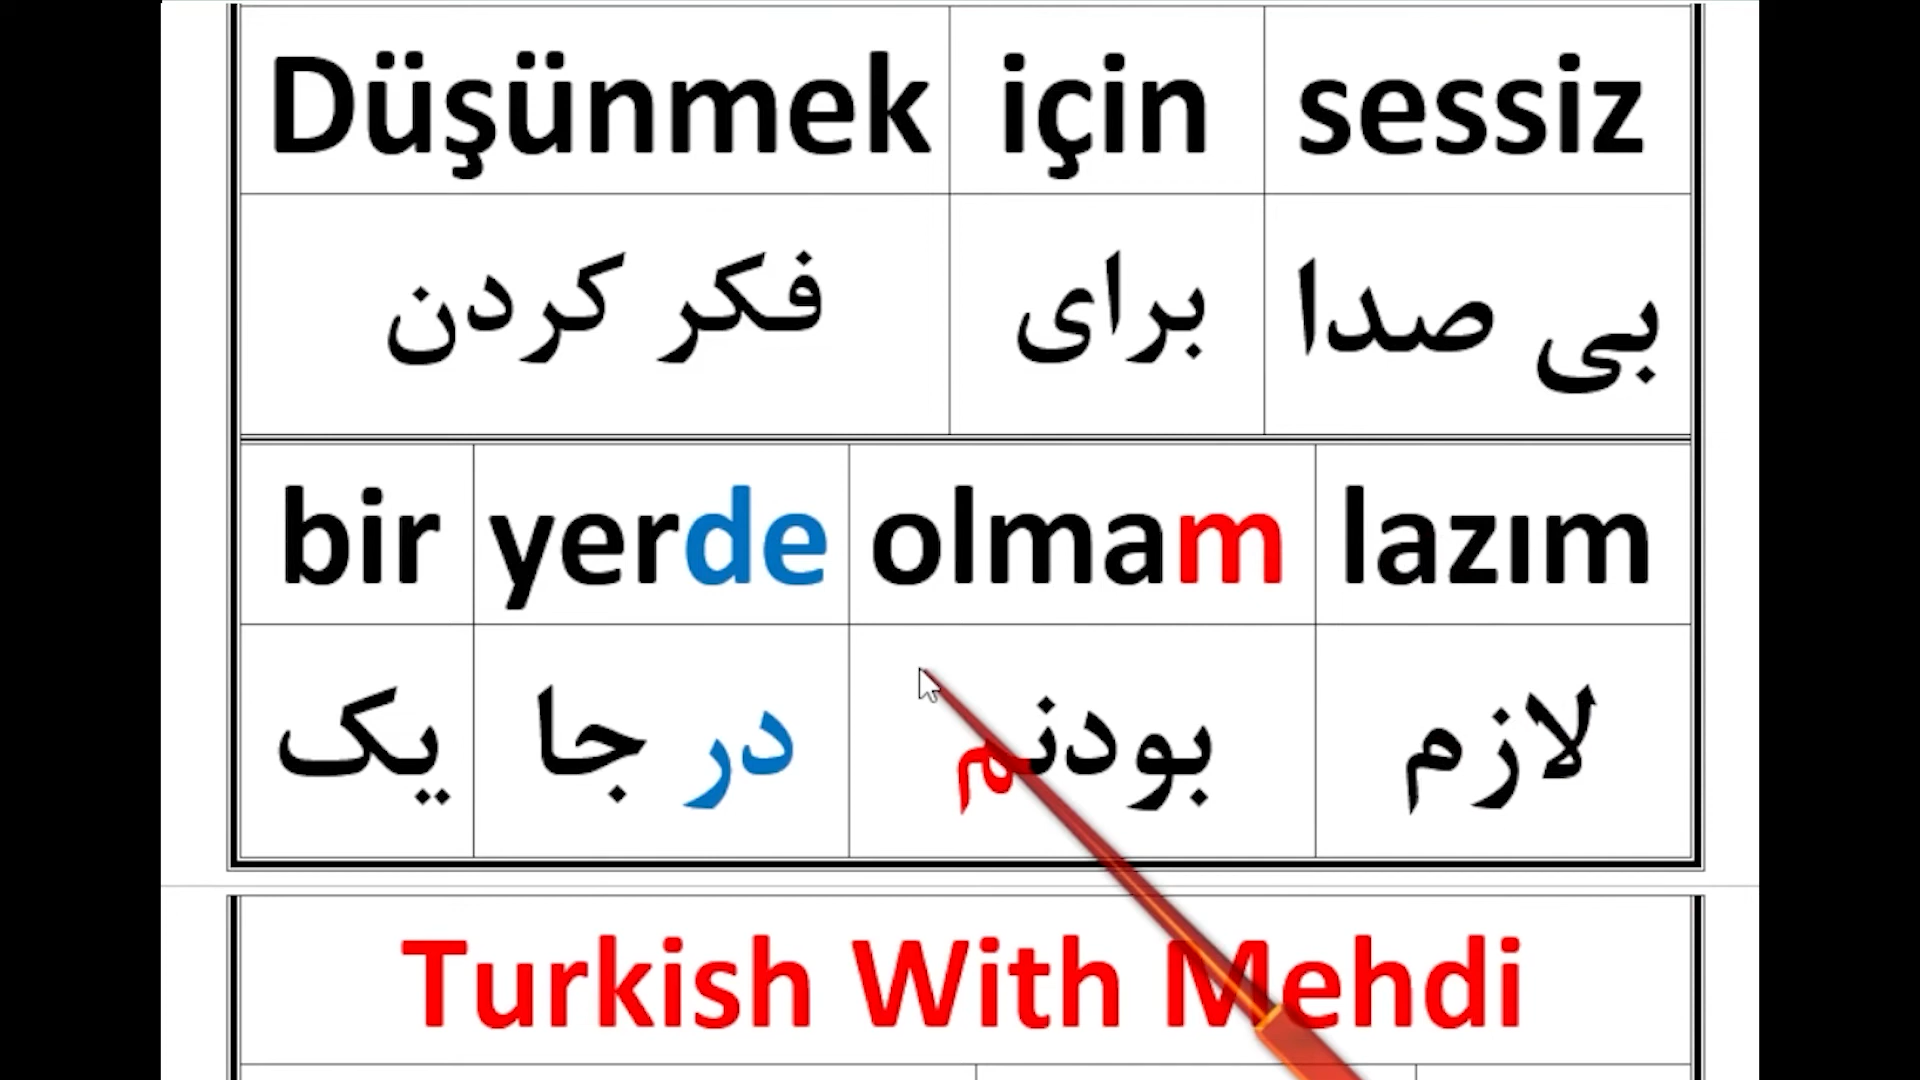 Düşünmek için sessiz
فکر کردن برای بی صدا
bir yerde olmam lazım
یک در جا بودنم لازم
Turkish With Mehdi